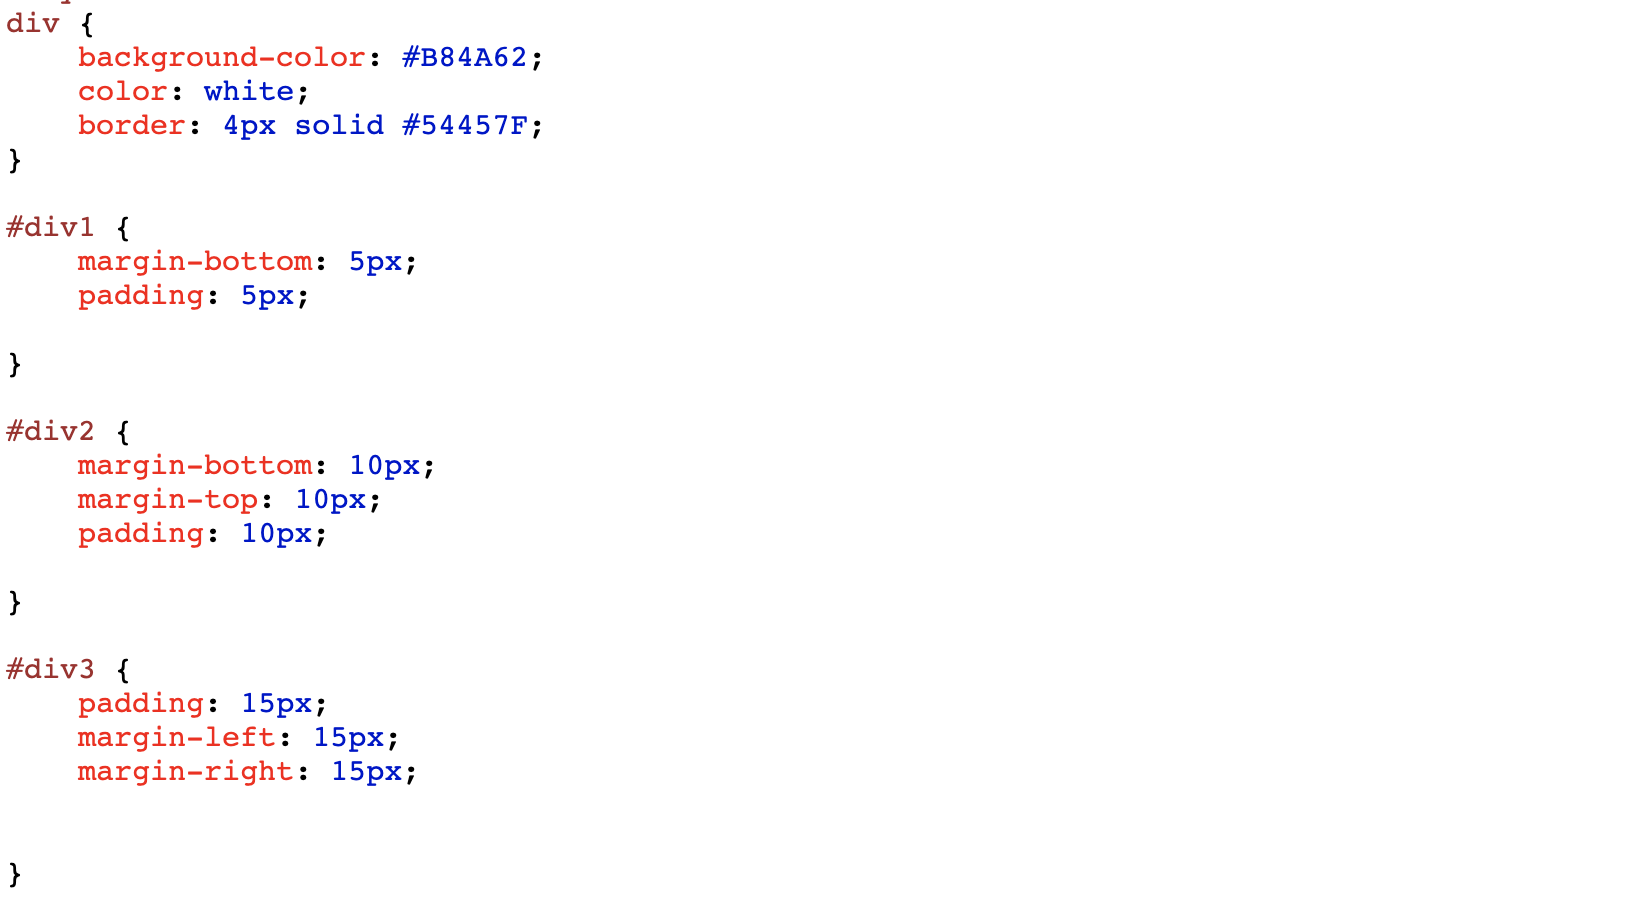 div {
    background-color: #B84A62;
    color: white;
    border: 4px solid #54457F;
}

#div1 {
    margin-bottom: 5px;
    padding: 5px;

}

#div2 {
    margin-bottom: 10px;
    margin-top: 10px;
    padding: 10px;

}

#div3 {
    padding: 15px;
    margin-left: 15px;
    margin-right: 15px;


}